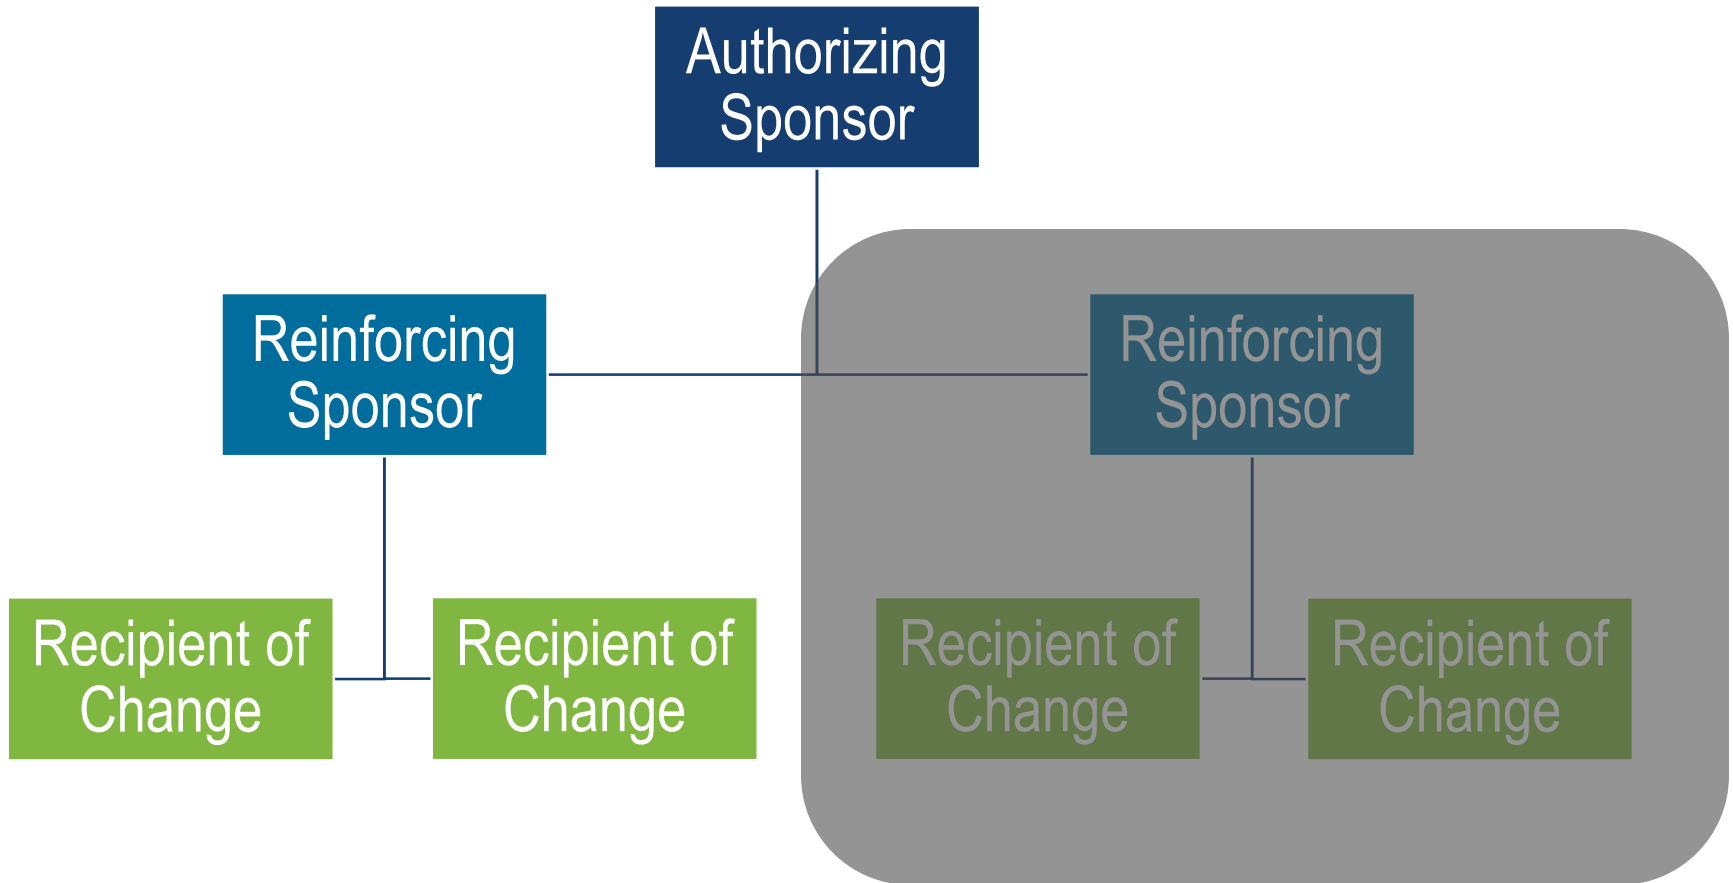 Authorizing
Sponsor
Reinforcing
Sponsor
Reinforcing
Sponsor
Recipient of
Change
Recipient of
Change
Recipient of
Change
Recipient of
Change